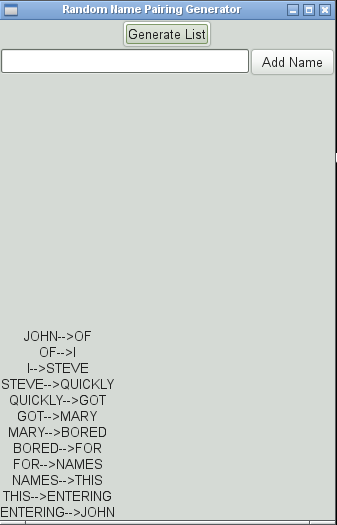 Random Name Pairing Generator
Generate List
Add Name
JOHN-->OF
OF-->I
I-->STEVE
STEVE-->QUICKLY
QUICKLY-->GOT
GOT-->MARY
MARY-->BORED
BORED-->FOR
FOR-->NAMES
NAMES-->THIS
THIS-->ENTERING
ENTERING-->JOHN